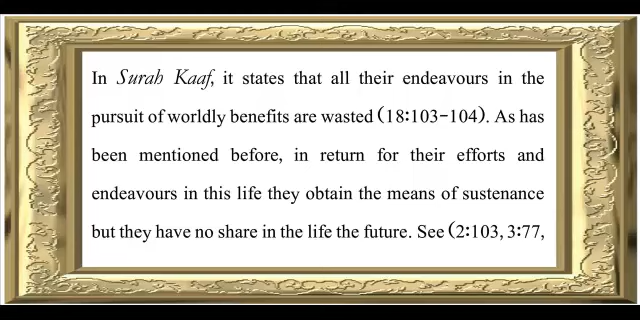 In Surah Kaaf, it states that all their endeavours in the
pursuit of worldly benefits are wasted (18:103-104). As has
been mentioned before, in return for their efforts and
endeavours in this life they obtain the means of sustenance
but they have no share in the life the future. See (2:103, 3:77,